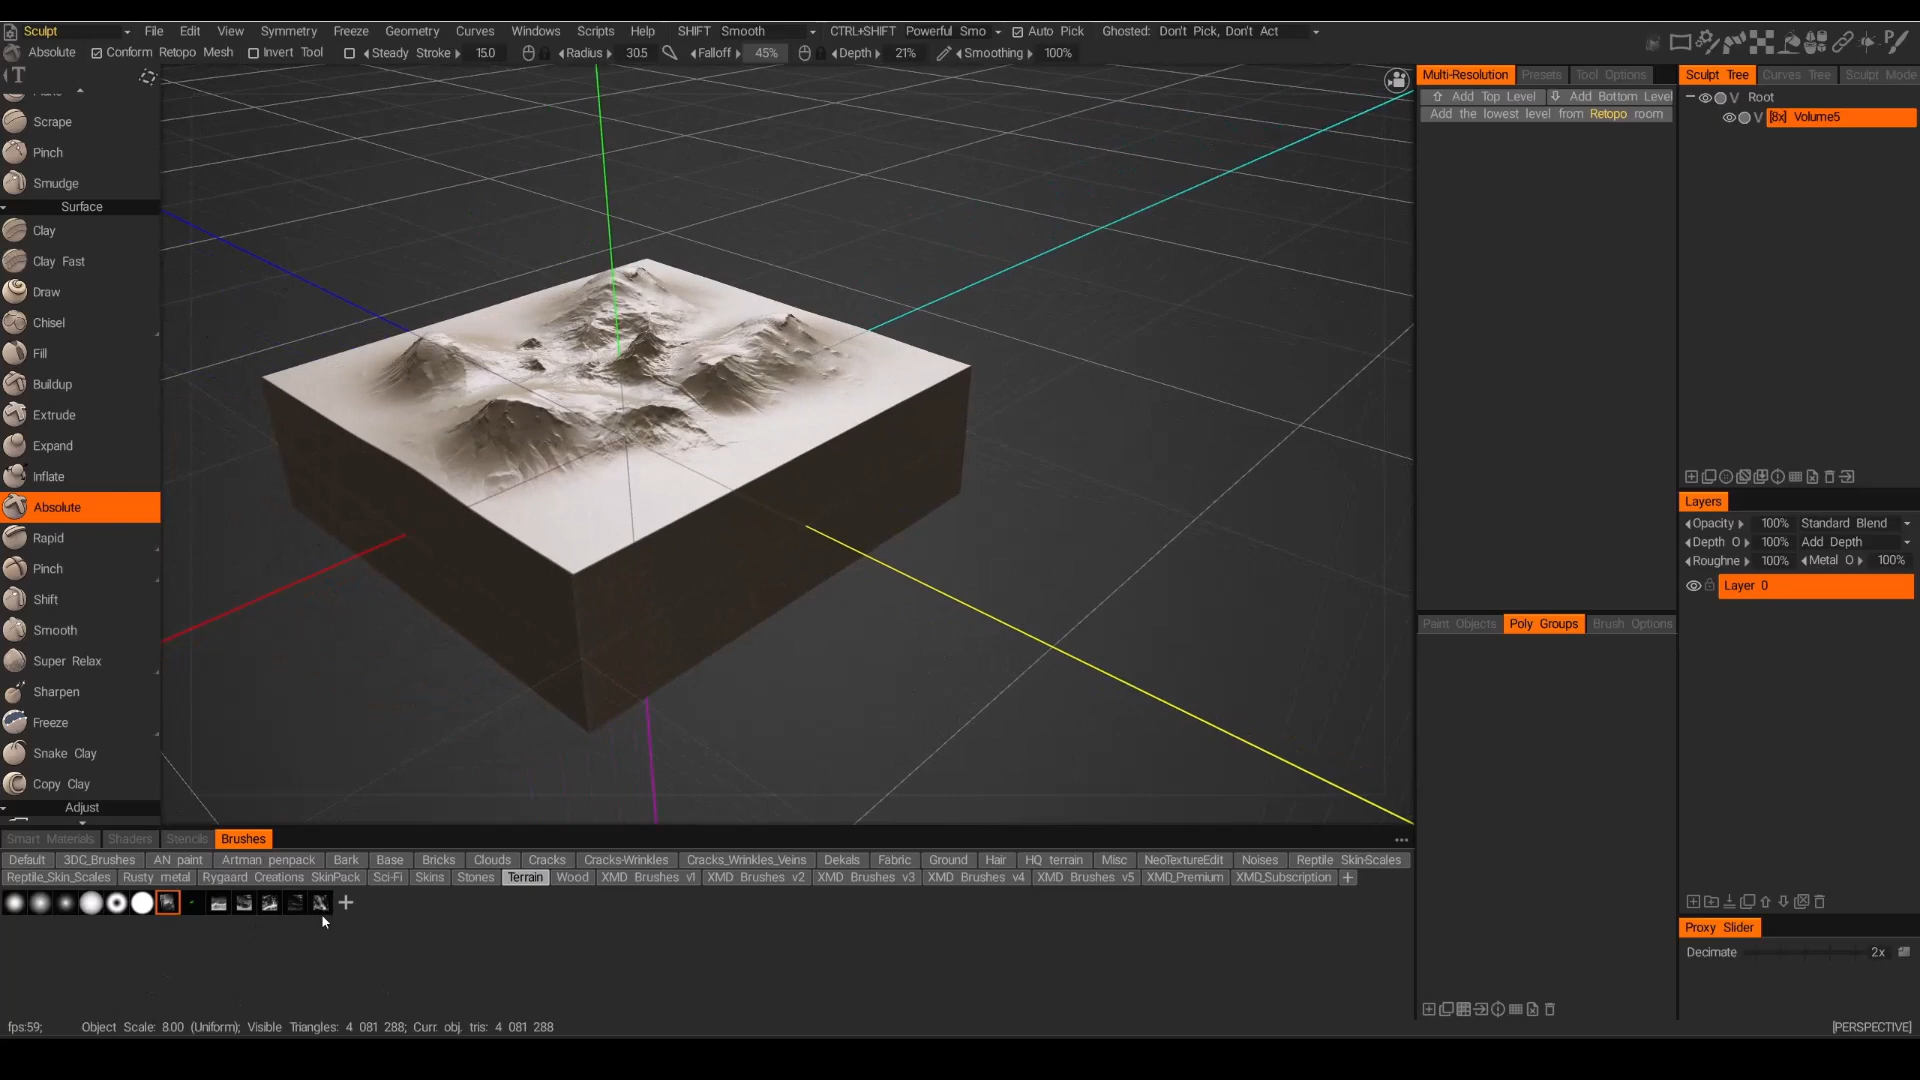 Sculpt File Edit View Symmetry Freeze Geometry Curves Windows Scripts Help SHIFT Smooth CTRL+SHIFT Powerful Smo Auto Pick Ghosted: Don't Pick, Don't Act
Absolute Conform Retopo Mesh Invert Tool Steady Stroke 15.0 Radius 30.5 Falloff 45% Depth 21% Smoothing 100%
T
Scrape
Pinch
Smudge
Surface
Clay
Clay Fast
Draw
Chisel
Fill
Buildup
Extrude
Expand
Inflate
Absolute
Rapid
Pinch
Shift
Smooth
Super Relax
Sharpen
Freeze
Snake Clay
Copy Clay
Adjust
Multi-Resolution Presets Tool Options
Add Top Level Add Bottom Level
Add the lowest level from Retopo room
Sculpt Tree Curves Tree Sculpt Mode
V Root
V [8x] Volume5
Layers
Opacity 100% Standard Blend
Depth O 100% Add Depth
Roughne 100% Metal O 100%
Layer 0
Paint Objects Poly Groups Brush Options
Proxy Slider
Decimate 2x
Smart Materials Shaders Stencils Brushes
Default 3DC_Brushes AN paint Artman penpack Bark Base Bricks Clouds Cracks Cracks-Wrinkles Cracks_Wrinkles_Veins Dekals Fabric Ground Hair HQ terrain Misc NeoTextureEdit Noises Reptile Skin-Scales
Reptile_Skin_Scales Rusty metal Rygaard Creations SkinPack Sci-Fi Skins Stones Terrain Wood XMD Brushes v1 XMD Brushes v2 XMD Brushes v3 XMD Brushes v4 XMD Brushes v5 XMD_Premium XMD_Subscription +
fps:59; Object Scale: 8.00 (Uniform); Visible Triangles: 4 081 288; Curr. obj. tris: 4 081 288
[PERSPECTIVE]